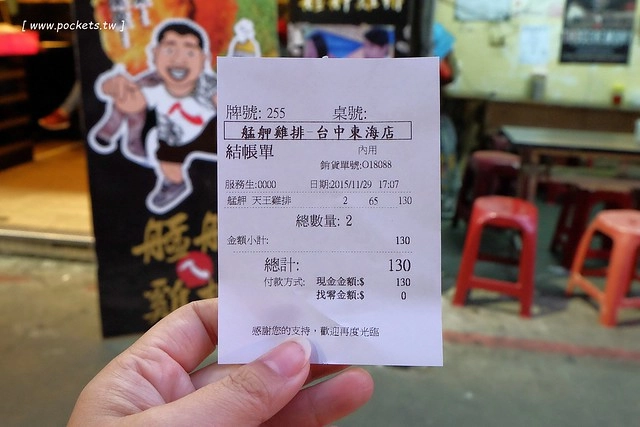 [ www.pockets.tw ]
牌號: 255 桌號:
艋舺雞排-台中東海店
結帳單 內用
銷貨單號:O18088
服務生:0000 日期:2015/11/29 17:07
艋舺 天王雞排 2 65 130
總數量: 2
金額小計: 130
總計: 130
付款方式: 現金金額:$ 130
找零金額:$ 0
感謝您的支持，歡迎再度光臨
艋
雞